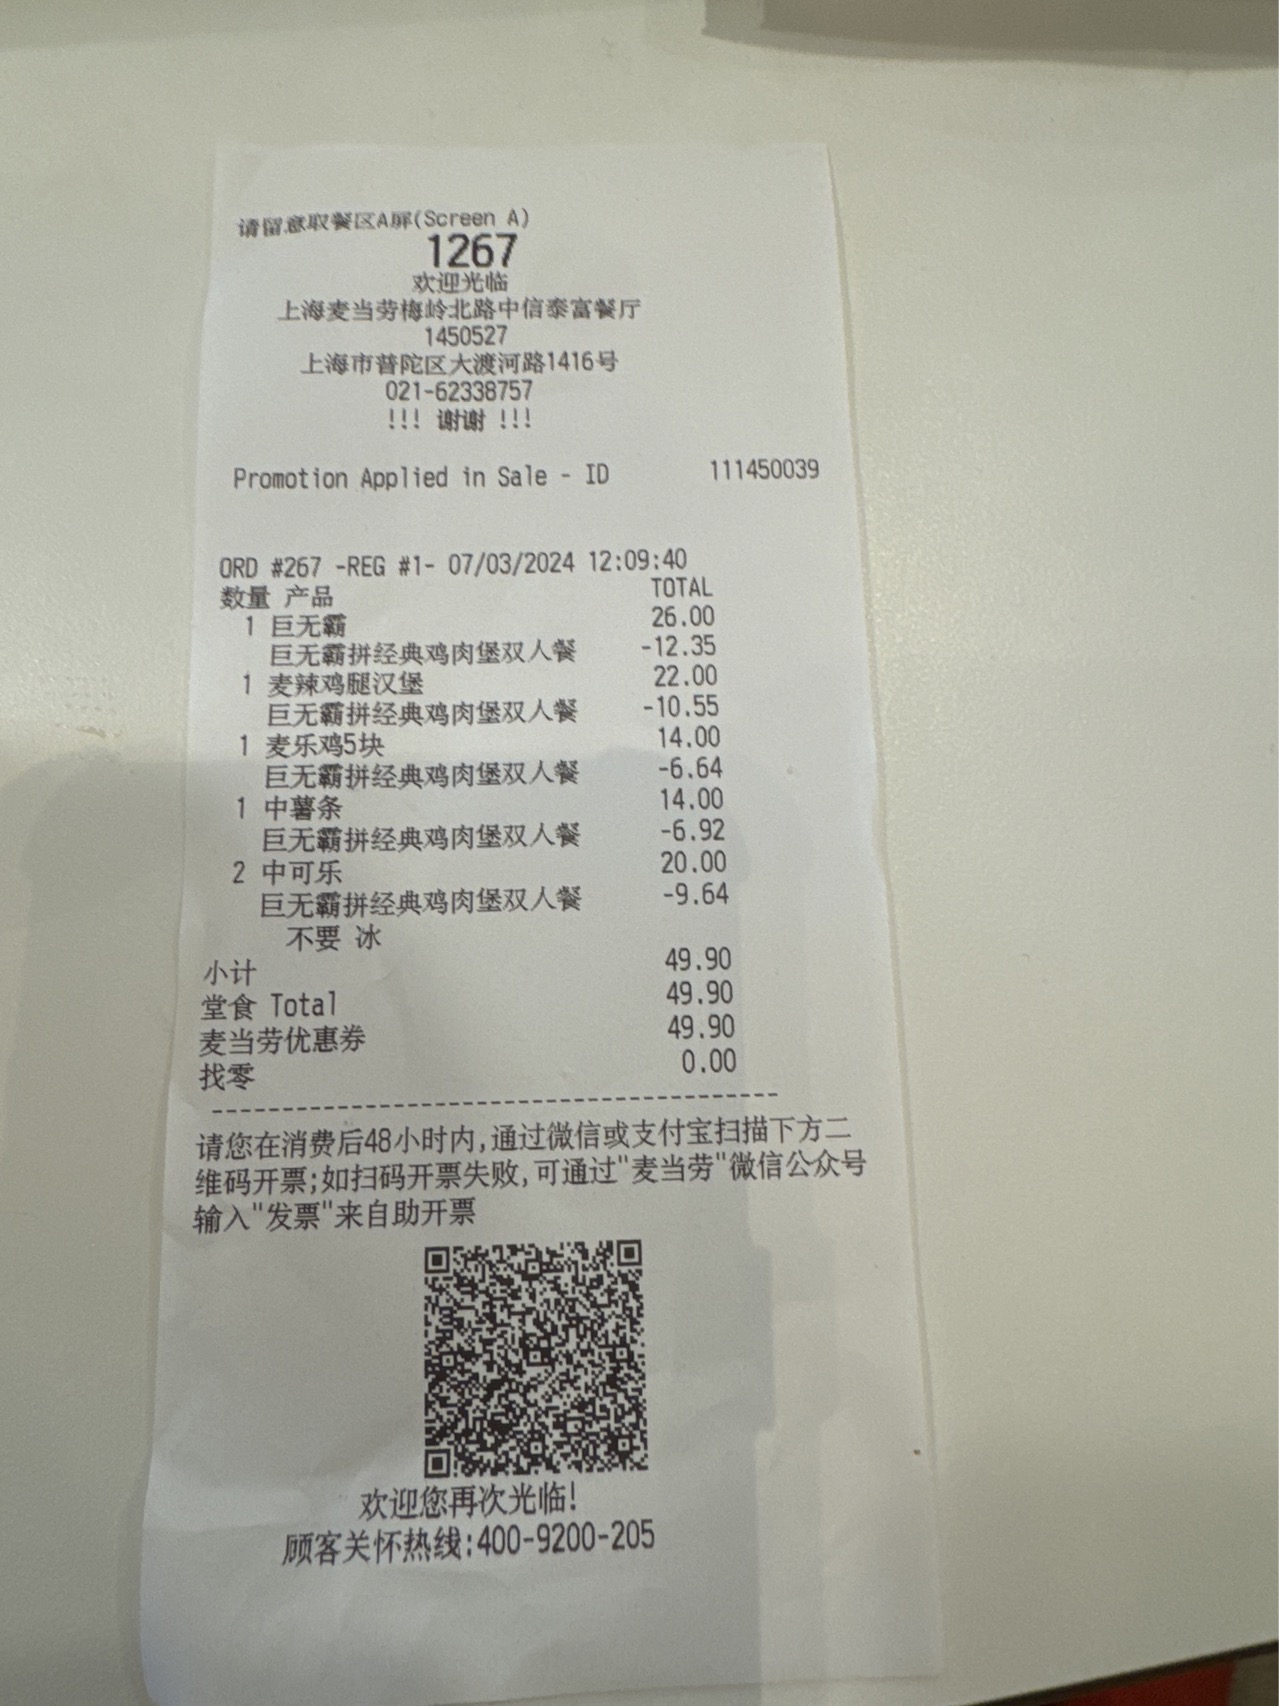 请留意取餐区A屏(Screen A)
1267
欢迎光临
上海麦当劳梅岭北路中信泰富餐厅
1450527
上海市普陀区大渡河路1416号
021-62338757
!!! 谢谢 !!!
Promotion Applied in Sale - ID 111450039
ORD #267 -REG #1- 07/03/2024 12:09:40
数量 产品 TOTAL
1 巨无霸 26.00
巨无霸拼经典鸡肉堡双人餐 -12.35
1 麦辣鸡腿汉堡 22.00
巨无霸拼经典鸡肉堡双人餐 -10.55
1 麦乐鸡5块 14.00
巨无霸拼经典鸡肉堡双人餐 -6.64
1 中薯条 14.00
巨无霸拼经典鸡肉堡双人餐 -6.92
2 中可乐 20.00
巨无霸拼经典鸡肉堡双人餐 -9.64
不要 冰
小计 49.90
堂食 Total 49.90
麦当劳优惠券 49.90
找零 0.00
----------------------------------------
请您在消费后48小时内,通过微信或支付宝扫描下方二
维码开票;如扫码开票失败,可通过"麦当劳"微信公众号
输入"发票"来自助开票
欢迎您再次光临!
顾客关怀热线:400-9200-205